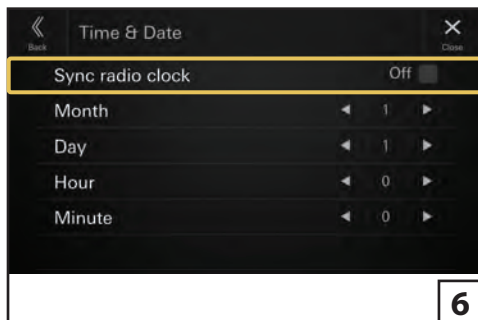 Back Time & Date Close
Sync radio clock Off
Month ◄ 1 ►
Day ◄ 1 ►
Hour ◄ 0 ►
Minute ◄ 0 ►
6